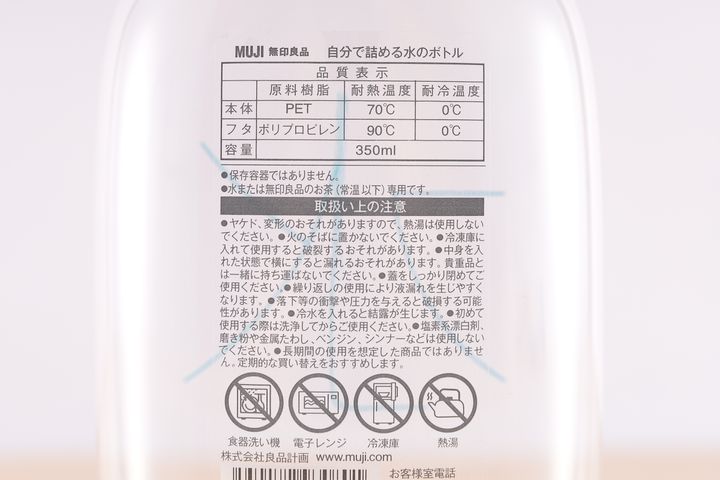 MUJI 無印良品 自分で詰める水のボトル
品質表示
原料樹脂 耐熱温度 耐冷温度
本体 PET 70℃ 0℃
フタ ポリプロピレン 90℃ 0℃
容量 350ml
●保存容器ではありません。
●水または無印良品のお茶(常温以下)専用です。
取扱い上の注意
●ヤケド、変形のおそれがありますので、熱湯は使用しない
でください。●火のそばに置かないでください。●冷凍庫に
入れて使用すると破裂するおそれがあります。●中身を入
れた状態で横にすると漏れるおそれがあります。貴重品と
は一緒に持ち運ばないでください。●蓋をしっかり閉めてご
使用ください。●繰り返しの使用により液漏れを生じやすく
なります。●落下等の衝撃や圧力を与えると破損する可能
性があります。●冷水を入れると結露が生じます。●初めて
使用する際は洗浄してからご使用ください。●塩素系漂白剤、
磨き粉や金属たわし、ベンジン、シンナーなどは使用しない
でください。●長期間の使用を想定した商品ではありませ
ん。定期的な買い替えをおすすめします。
食器洗い機 電子レンジ 冷凍庫 熱湯
株式会社良品計画 www.muji.com
お客様室電話